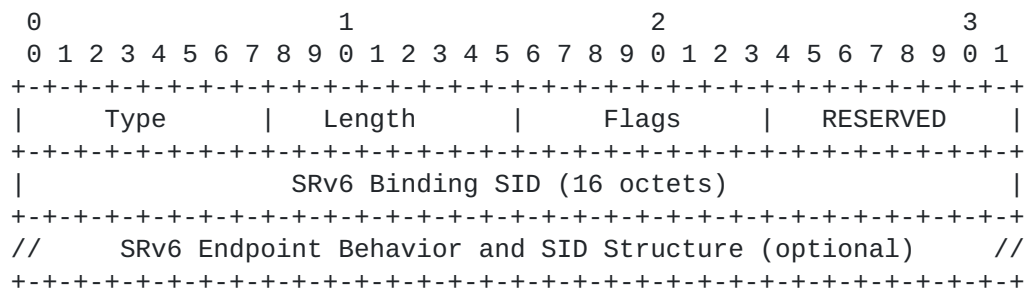 0                   1                   2                   3
 0 1 2 3 4 5 6 7 8 9 0 1 2 3 4 5 6 7 8 9 0 1 2 3 4 5 6 7 8 9 0 1
+-+-+-+-+-+-+-+-+-+-+-+-+-+-+-+-+-+-+-+-+-+-+-+-+-+-+-+-+-+-+-+-+
|     Type      |   Length      |     Flags     |   RESERVED    |
+-+-+-+-+-+-+-+-+-+-+-+-+-+-+-+-+-+-+-+-+-+-+-+-+-+-+-+-+-+-+-+-+
|                 SRv6 Binding SID (16 octets)                  |
+-+-+-+-+-+-+-+-+-+-+-+-+-+-+-+-+-+-+-+-+-+-+-+-+-+-+-+-+-+-+-+-+
//     SRv6 Endpoint Behavior and SID Structure (optional)     //
+-+-+-+-+-+-+-+-+-+-+-+-+-+-+-+-+-+-+-+-+-+-+-+-+-+-+-+-+-+-+-+-+